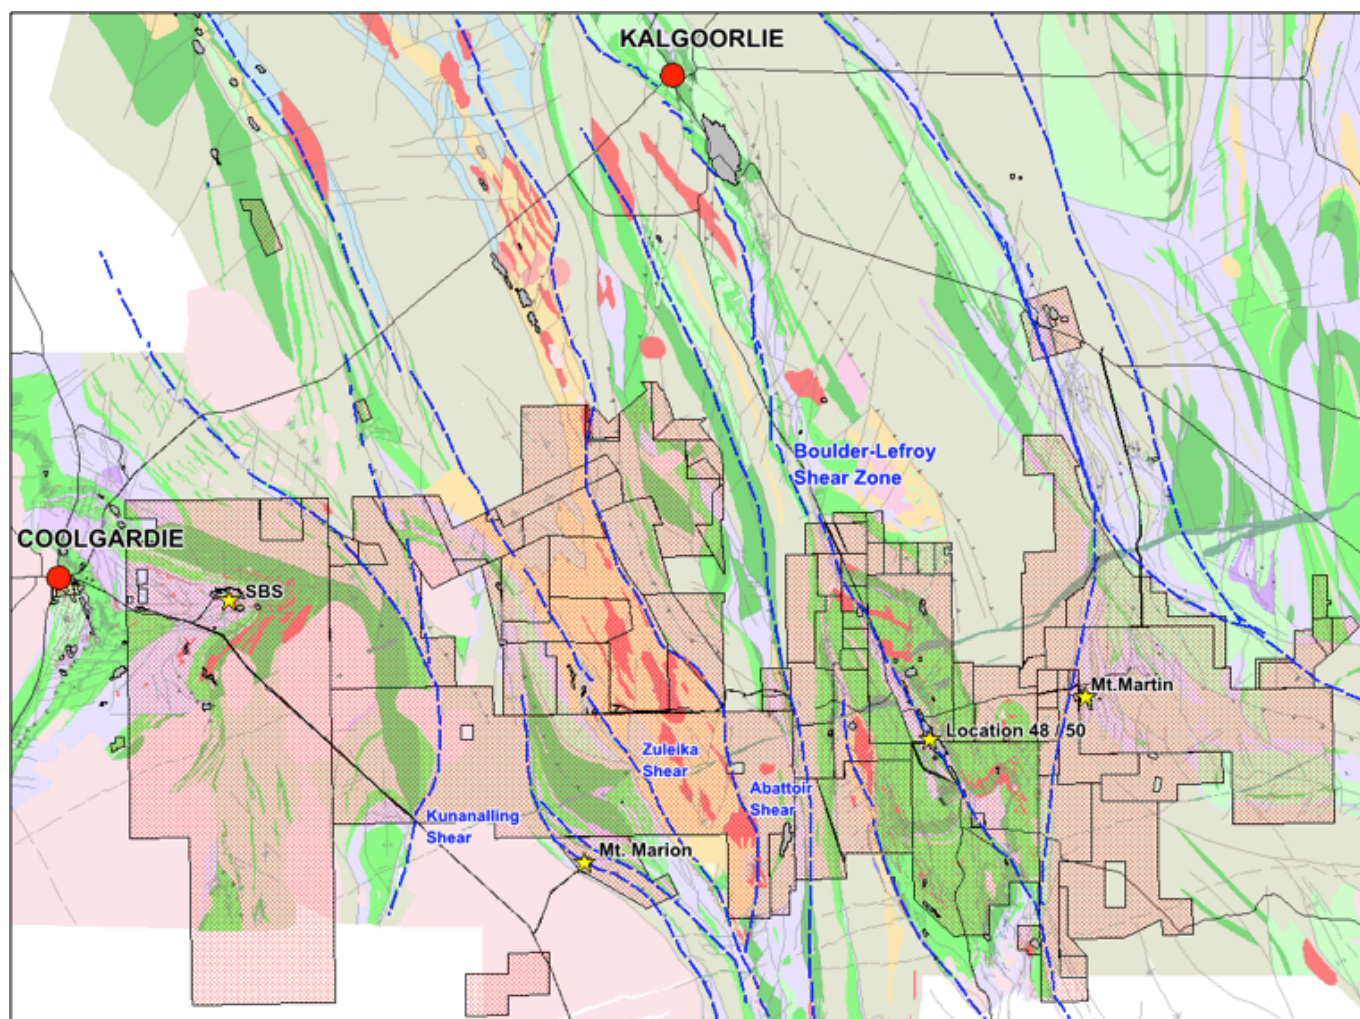 KALGOORLIE
Boulder-Lefroy
Shear Zone
COOLGARDIE
SBS
Mt.Martin
Location 48 / 50
Zuleika
Shear
Abattoir
Shear
Kunanalling
Shear
Mt. Marion